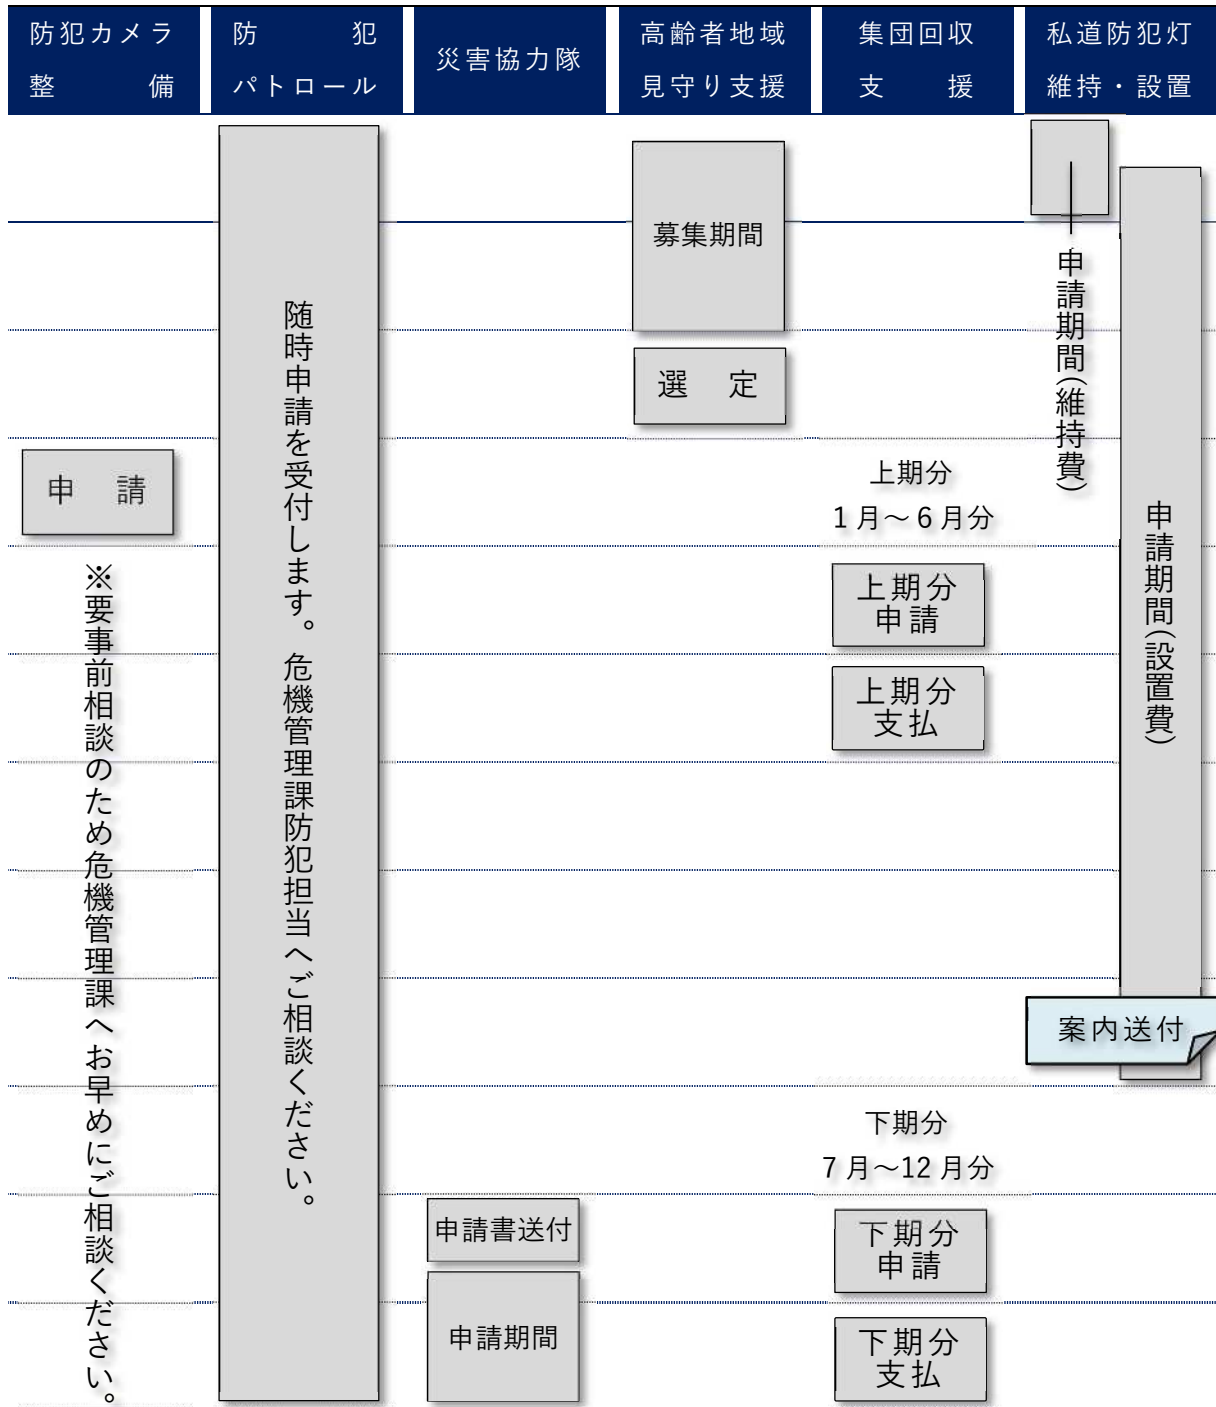 防犯カメラ
整備
防犯
パトロール
災害協力隊
高齢者地域
見守り支援
集団回収
支援
私道防犯灯
維持・設置
申請
※要事前相談のため危機管理課へお早めにご相談ください。
随時申請を受付します。危機管理課防犯担当へご相談ください。
申請書送付
申請期間
募集期間
選定
上期分
1月～6月分
上期分
申請
上期分
支払
下期分
7月～12月分
下期分
申請
下期分
支払
申請期間(維持費)
申請期間(設置費)
案内送付